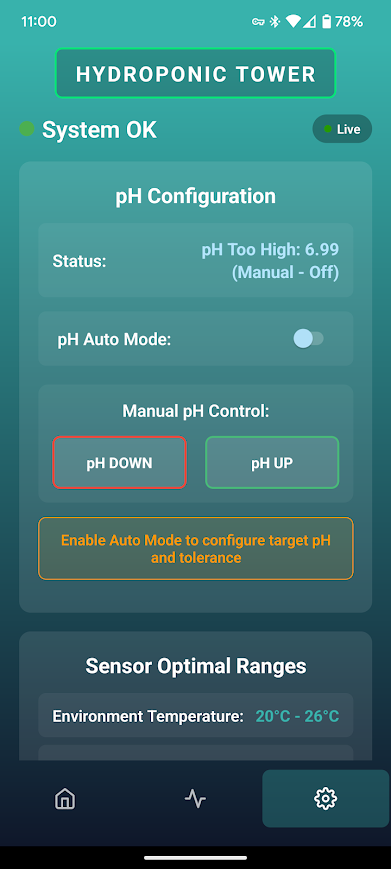 11:00
78%
HYDROPONIC TOWER
System OK
Live
pH Configuration
Status:
pH Too High: 6.99
(Manual - Off)
pH Auto Mode:
Manual pH Control:
pH DOWN
pH UP
Enable Auto Mode to configure target pH
and tolerance
Sensor Optimal Ranges
Environment Temperature: 20°C - 26°C